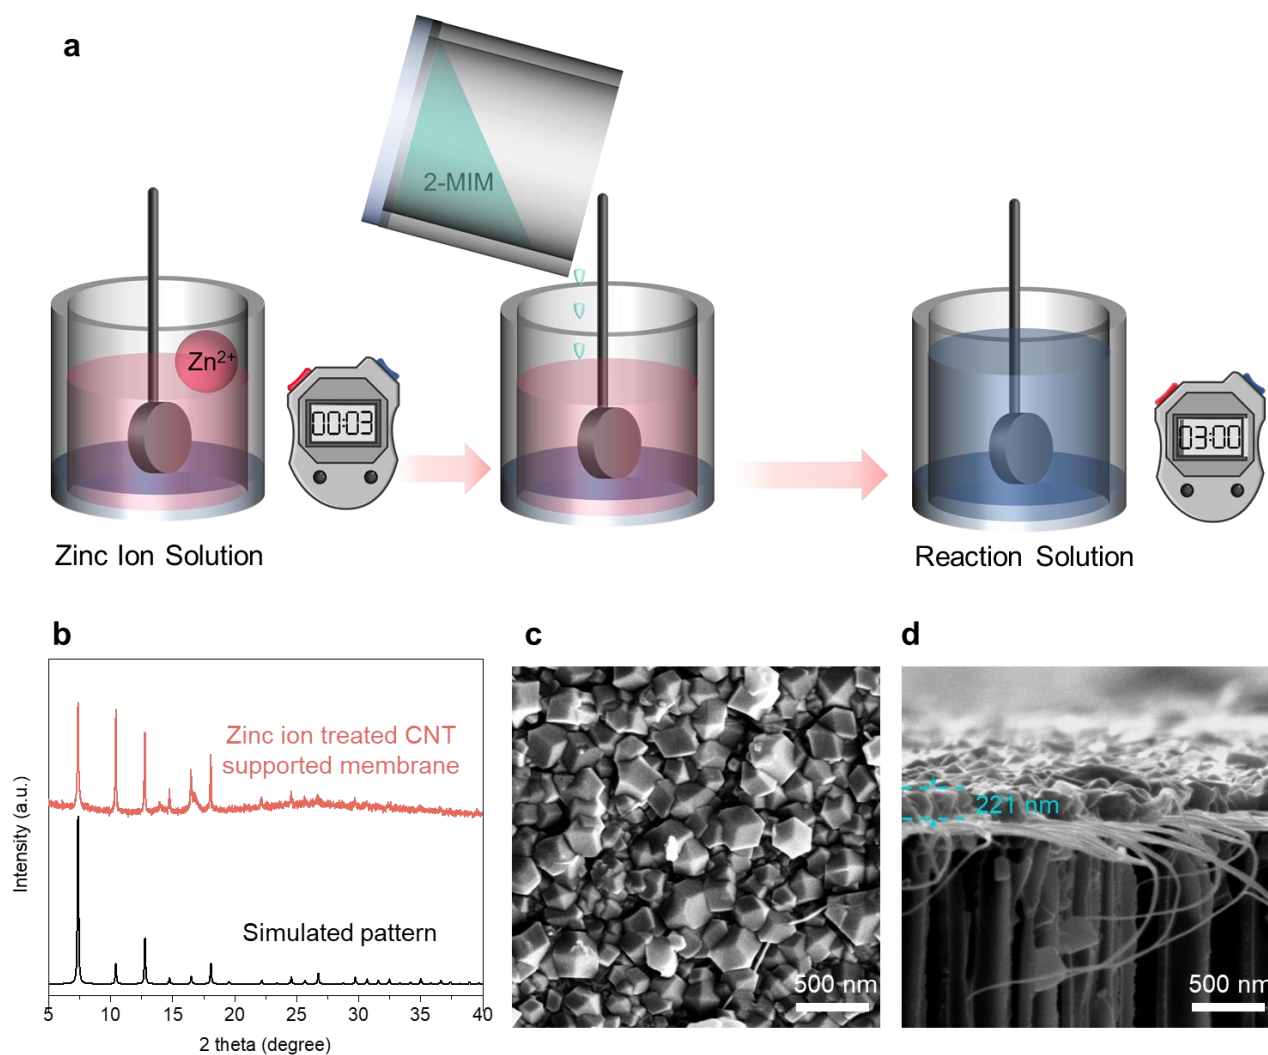 a
2-MIM
Zn²⁺
00:03
03:00
Zinc Ion Solution
Reaction Solution
b
Zinc ion treated CNT
supported membrane
Simulated pattern
Intensity (a.u.)
5 10 15 20 25 30 35 40
2 theta (degree)
c
500 nm
d
221 nm
500 nm